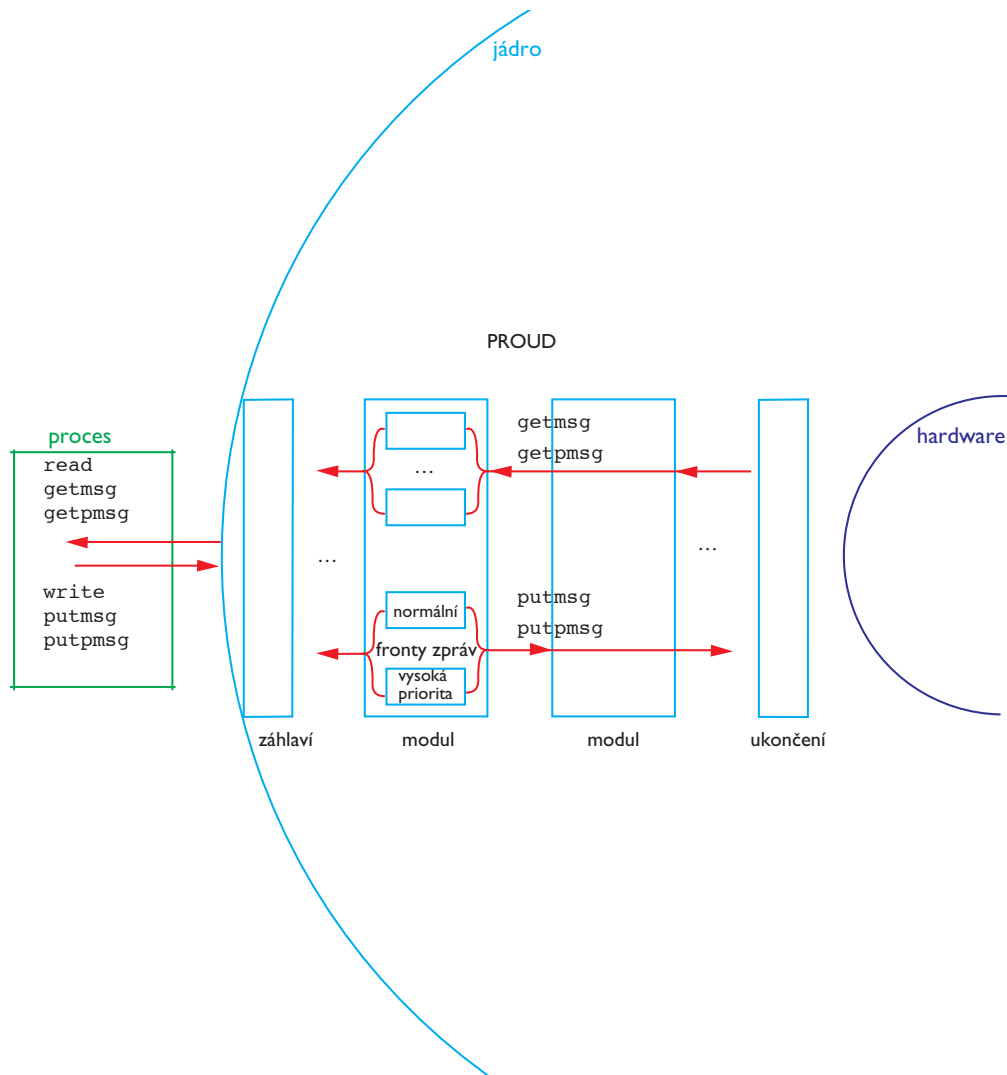 jádro
PROUD
proces
read
getmsg
getpmsg
write
putmsg
putpmsg
…
…
normální
fronty zpráv
vysoká
priorita
getmsg
getpmsg
putmsg
putpmsg
…
hardware
záhlaví
modul
modul
ukončení